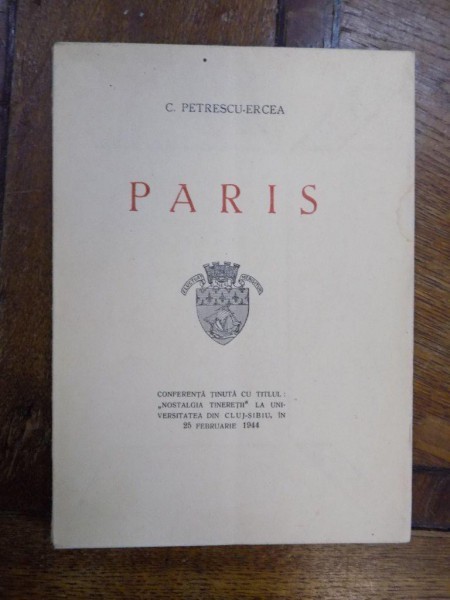 C. PETRESCU-ERCEA
PARIS
CONFERENȚĂ ȚINUTĂ CU TITLUL:
„NOSTALGIA TINEREȚII" LA UNI-
VERSITATEA DIN CLUJ-SIBIU, ÎN
25 FEBRUARIE 1944